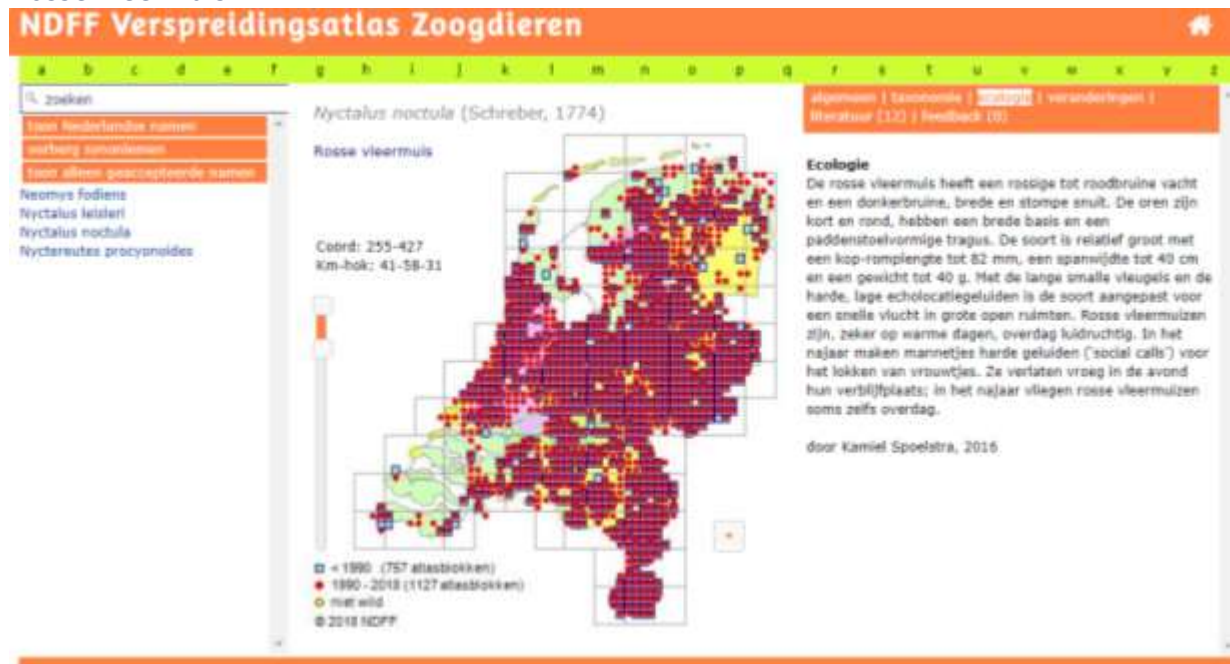 NDFF Verspreidingsatlas Zoogdieren
a b c d e f g h i j k l m n o p q r s t u v w x y z
zoeken
toon Nederlandse namen
verberg synoniemen
toon alleen geaccepteerde namen
Neomys fodiens
Nyctalus leisleri
Nyctalus noctula
Nyctereutes procyonoides
Nyctalus noctula (Schreber, 1774)
Rosse vleermuis
Coord: 255-427
Km-hok: 41-58-31
< 1990 (757 atlasblokken)
1990 - 2018 (1127 atlasblokken)
niet wild
© 2018 NDFF
algemeen | taxonomie | ecologie | veranderingen |
literatuur (12) | feedback (0)
Ecologie
De rosse vleermuis heeft een rossige tot roodbruine vacht
en een donkerbruine, brede en stompe snuit. De oren zijn
kort en rond, hebben een brede basis en een
paddenstoelvormige tragus. De soort is relatief groot met
een kop-romplengte tot 82 mm, een spanwijdte tot 40 cm
en een gewicht tot 40 g. Met de lange smalle vleugels en de
harde, lage echolocatiegeluiden is de soort aangepast voor
een snelle vlucht in grote open ruimten. Rosse vleermuizen
zijn, zeker op warme dagen, overdag luidruchtig. In het
najaar maken mannetjes harde geluiden ('social calls') voor
het lokken van vrouwtjes. Ze verlaten vroeg in de avond
hun verblijfplaats; in het najaar vliegen rosse vleermuizen
soms zelfs overdag.
door Kamiel Spoelstra, 2016